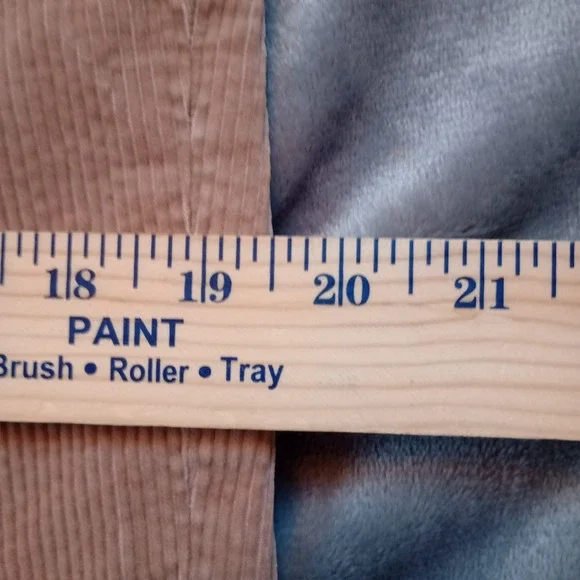 18 19 20 21
PAINT
Brush • Roller • Tray